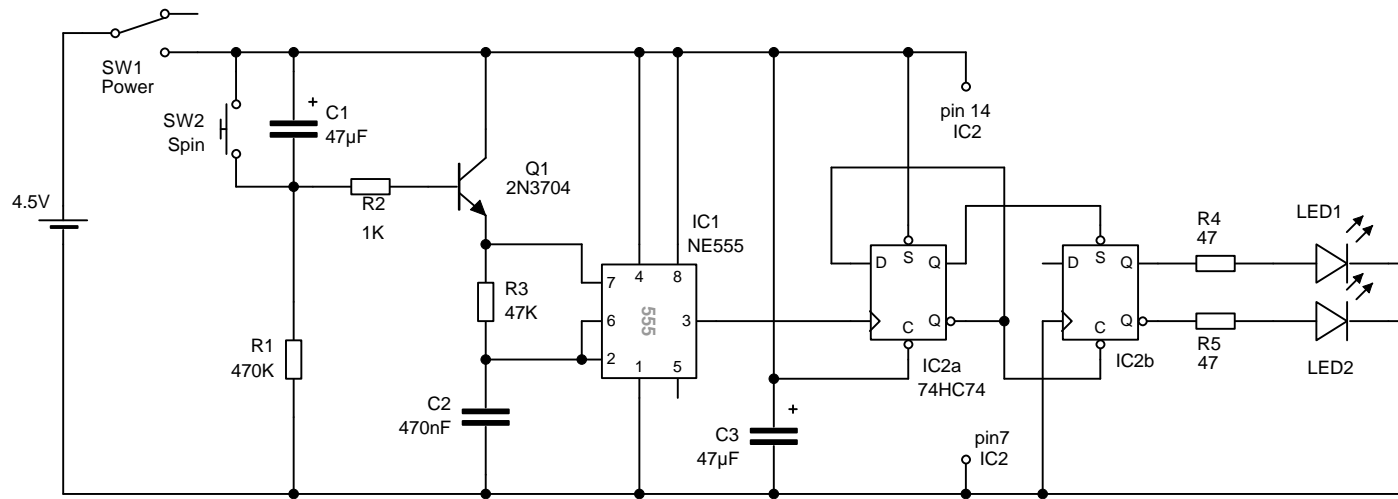 SW1
Power
SW2
Spin
+
C1
47µF
4.5V
R2
1K
Q1
2N3704
R1
470K
R3
47K
C2
470nF
IC1
NE555
7
4
8
6
555
3
2
1
5
pin 14
IC2
D
S
Q
C
Q
IC2a
74HC74
+
C3
47µF
pin7
IC2
D
S
Q
C
Q
IC2b
R4
47
R5
47
LED1
LED2